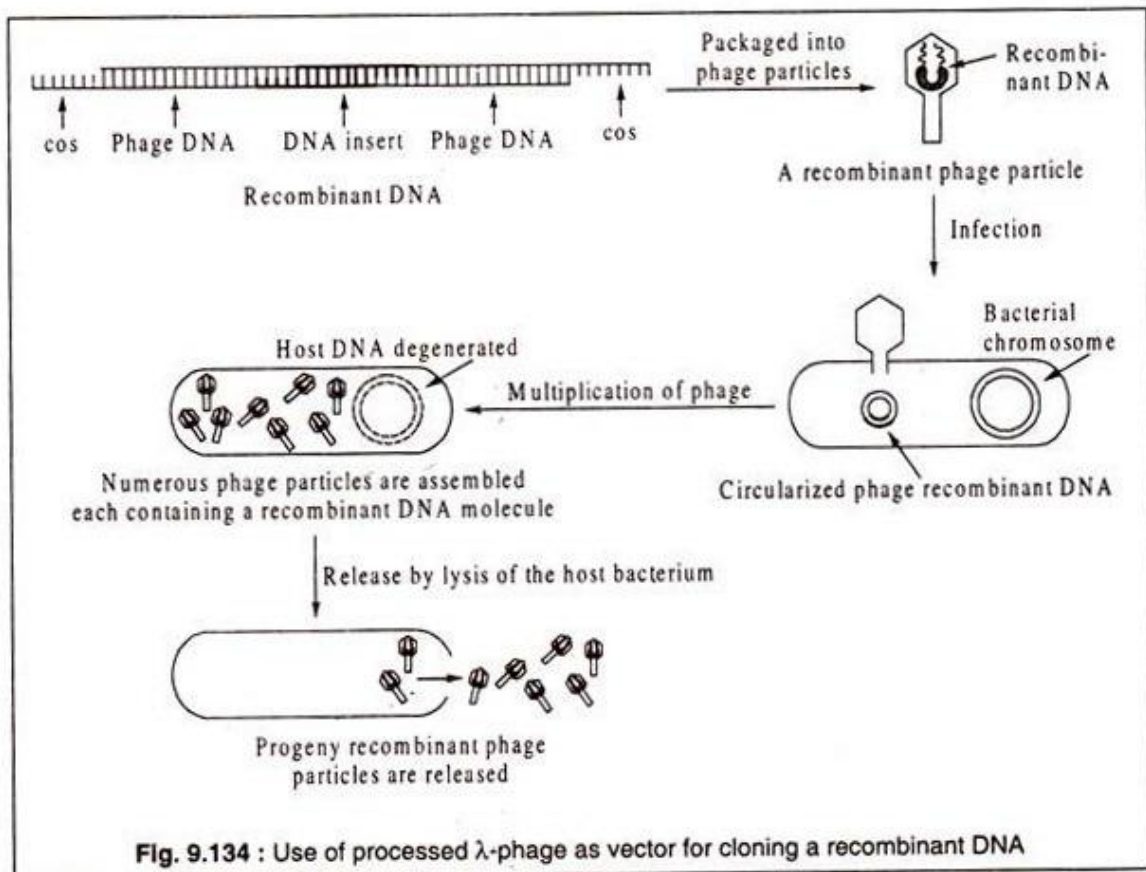 Packaged into
phage particles
Recombi-
nant DNA
cos
Phage DNA
DNA insert
Phage DNA
cos
Recombinant DNA
A recombinant phage particle
Infection
Bacterial
chromosome
Host DNA degenerated
Multiplication of phage
Circularized phage recombinant DNA
Numerous phage particles are assembled
each containing a recombinant DNA molecule
Release by lysis of the host bacterium
Progeny recombinant phage
particles are released
Fig. 9.134 : Use of processed λ-phage as vector for cloning a recombinant DNA